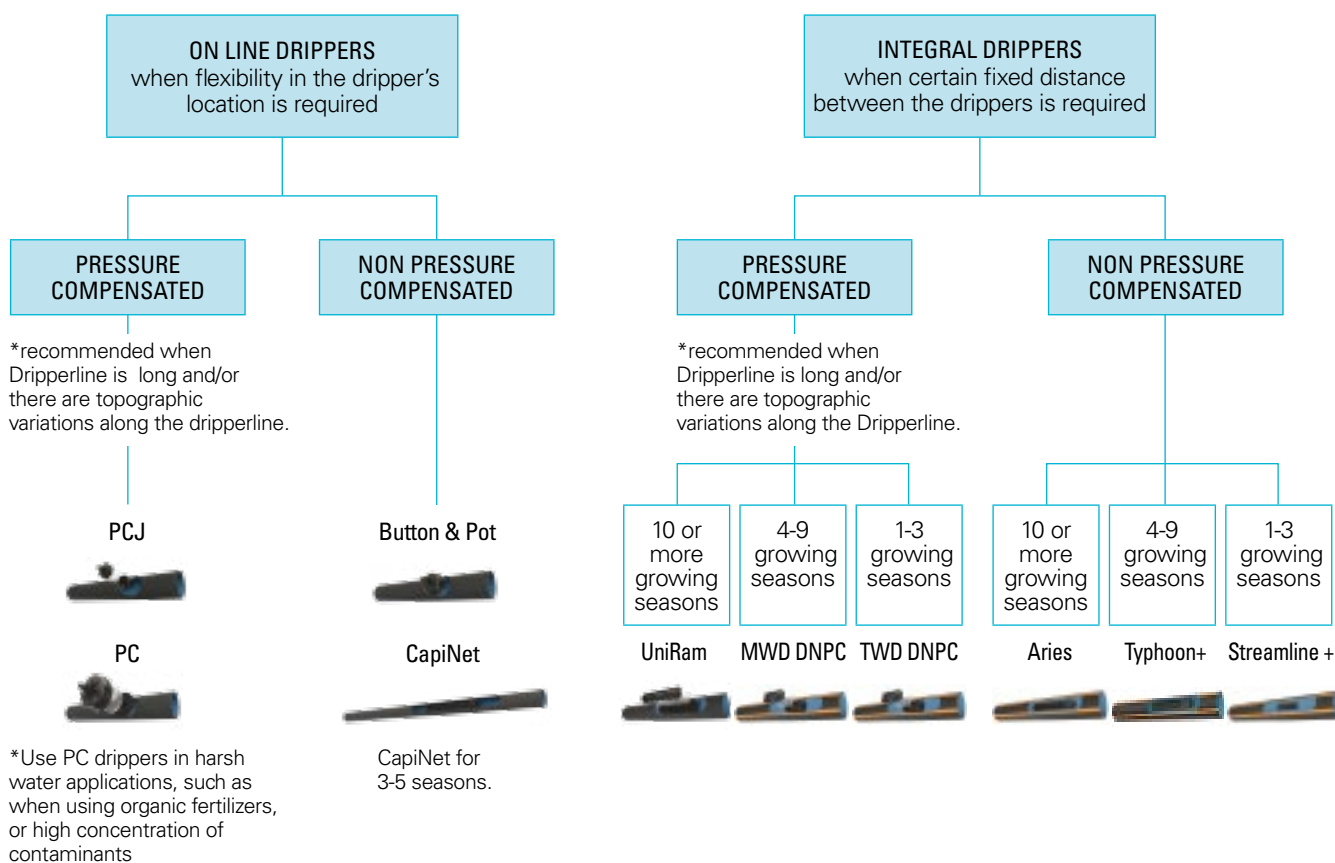 ON LINE DRIPPERS
when flexibility in the dripper's
location is required
INTEGRAL DRIPPERS
when certain fixed distance
between the drippers is required
PRESSURE
COMPENSATED
NON PRESSURE
COMPENSATED
PRESSURE
COMPENSATED
NON PRESSURE
COMPENSATED
*recommended when
Dripperline is long and/or
there are topographic
variations along the dripperline.
*recommended when
Dripperline is long and/or
there are topographic
variations along the Dripperline.
PCJ
Button & Pot
10 or
more
growing
seasons
4-9
growing
seasons
1-3
growing
seasons
10 or
more
growing
seasons
4-9
growing
seasons
1-3
growing
seasons
PC
CapiNet
UniRam
MWD DNPC
TWD DNPC
Aries
Typhoon+
Streamline +
*Use PC drippers in harsh
water applications, such as
when using organic fertilizers,
or high concentration of
contaminants
CapiNet for
3-5 seasons.